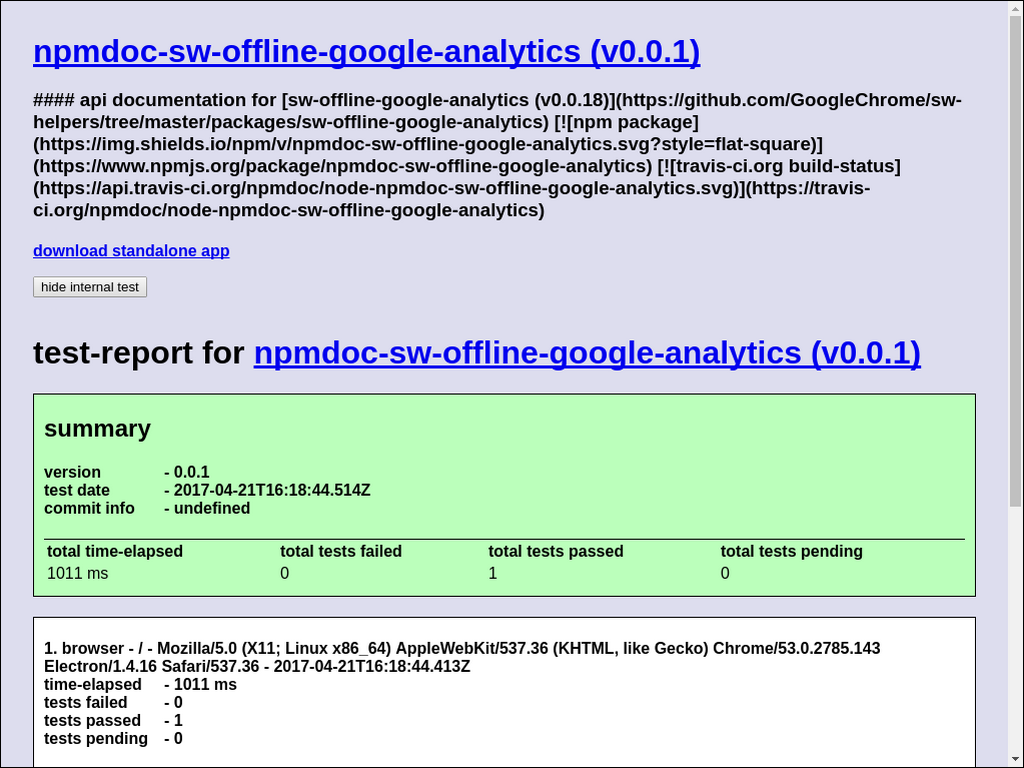 npmdoc-sw-offline-google-analytics (v0.0.1)
#### api documentation for [sw-offline-google-analytics (v0.0.18)](https://github.com/GoogleChrome/sw-
helpers/tree/master/packages/sw-offline-google-analytics) [![npm package]
(https://img.shields.io/npm/v/npmdoc-sw-offline-google-analytics.svg?style=flat-square)]
(https://www.npmjs.org/package/npmdoc-sw-offline-google-analytics) [![travis-ci.org build-status]
(https://api.travis-ci.org/npmdoc/node-npmdoc-sw-offline-google-analytics.svg)](https://travis-
ci.org/npmdoc/node-npmdoc-sw-offline-google-analytics)
download standalone app
hide internal test
test-report for npmdoc-sw-offline-google-analytics (v0.0.1)
summary
version - 0.0.1
test date - 2017-04-21T16:18:44.514Z
commit info - undefined
total time-elapsed total tests failed total tests passed total tests pending
1011 ms 0 1 0
1. browser - / - Mozilla/5.0 (X11; Linux x86_64) AppleWebKit/537.36 (KHTML, like Gecko) Chrome/53.0.2785.143
Electron/1.4.16 Safari/537.36 - 2017-04-21T16:18:44.413Z
time-elapsed - 1011 ms
tests failed - 0
tests passed - 1
tests pending - 0